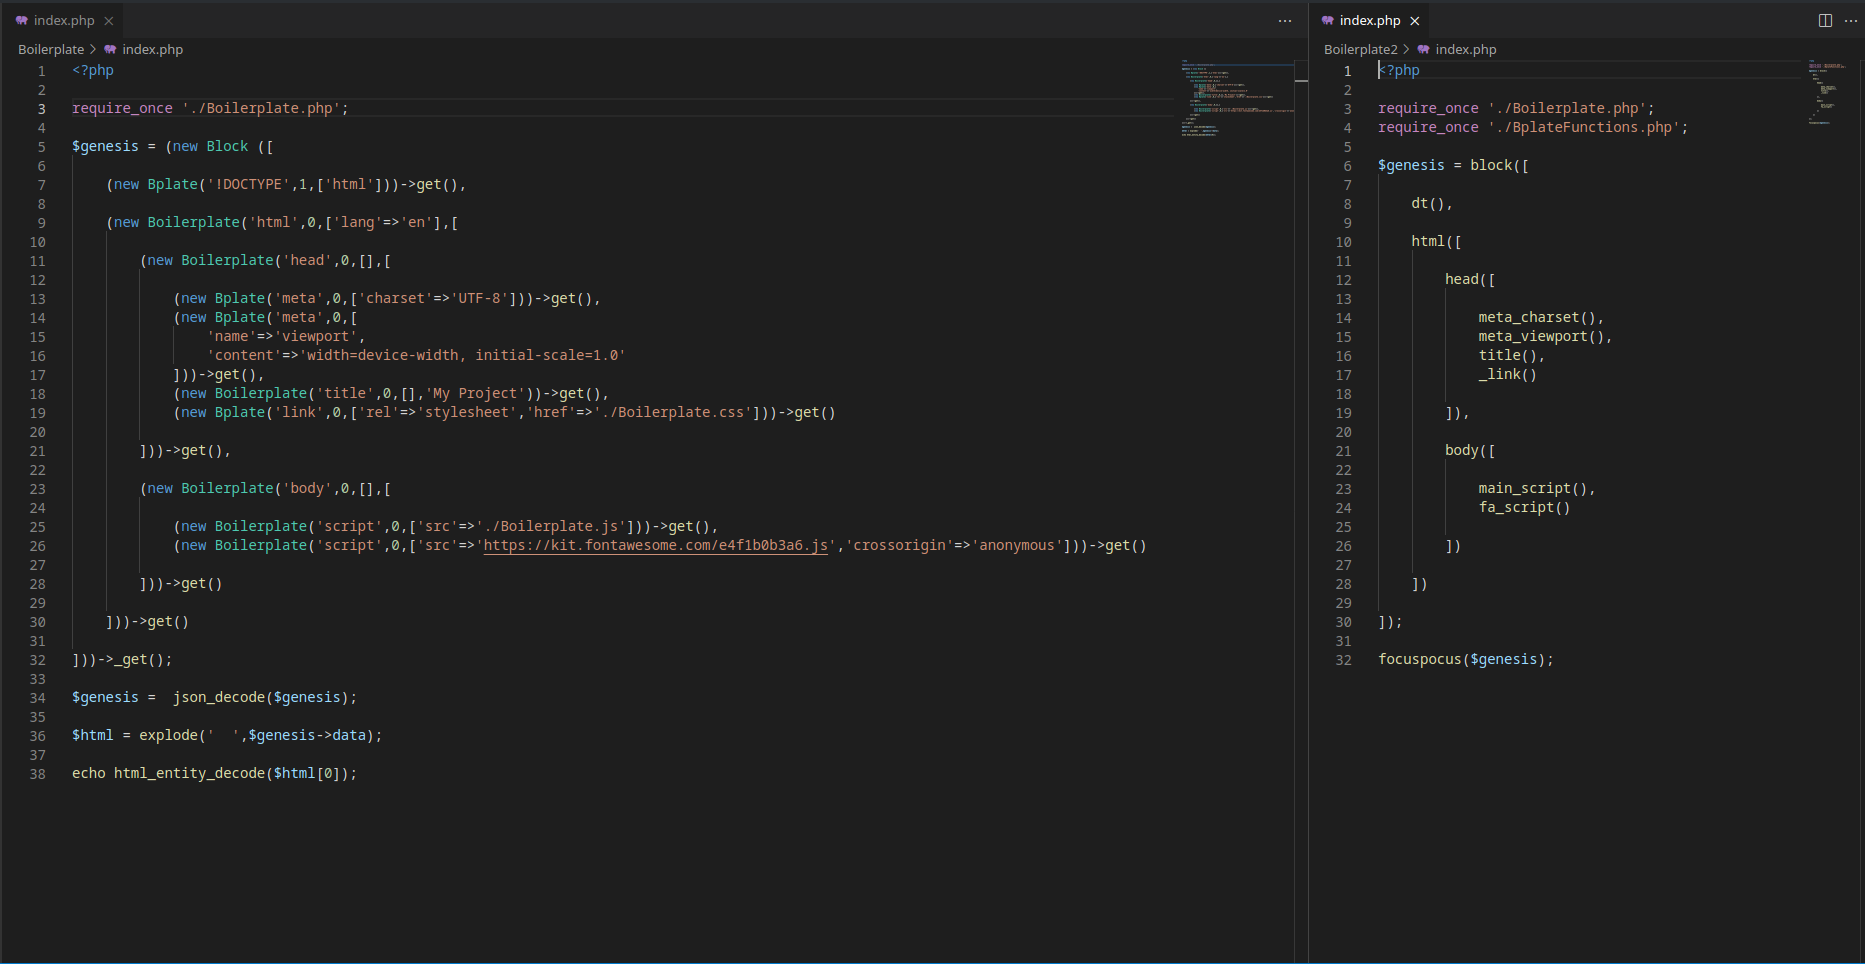 index.php
Boilerplate > index.php
1 <?php
2
3 require_once './Boilerplate.php';
4
5 $genesis = (new Block ([
6
7 (new Bplate('!DOCTYPE',1,['html']))->get(),
8
9 (new Boilerplate('html',0,['lang'=>'en'],[
10
11 (new Boilerplate('head',0,[],[
12
13 (new Bplate('meta',0,['charset'=>'UTF-8']))->get(),
14 (new Bplate('meta',0,[
15 'name'=>'viewport',
16 'content'=>'width=device-width, initial-scale=1.0'
17 ]))->get(),
18 (new Boilerplate('title',0,[],'My Project'))->get(),
19 (new Bplate('link',0,['rel'=>'stylesheet','href'=>'./Boilerplate.css']))->get()
20
21 ]))->get(),
22
23 (new Boilerplate('body',0,[],[
24
25 (new Boilerplate('script',0,['src'=>'./Boilerplate.js']))->get(),
26 (new Boilerplate('script',0,['src'=>'https://kit.fontawesome.com/e4f1b0b3a6.js','crossorigin'=>'anonymous']))->get()
27
28 ]))->get()
29
30 ]))->get()
31
32 ]))->_get();
33
34 $genesis =  json_decode($genesis);
35
36 $html = explode('  ',$genesis->data);
37
38 echo html_entity_decode($html[0]);
index.php
Boilerplate2 > index.php
1 <?php
2
3 require_once './Boilerplate.php';
4 require_once './BplateFunctions.php';
5
6 $genesis = block([
7
8 dt(),
9
10 html([
11
12 head([
13
14 meta_charset(),
15 meta_viewport(),
16 title(),
17 _link()
18
19 ]),
20
21 body([
22
23 main_script(),
24 fa_script()
25
26 ])
27
28 ])
29
30 ]);
31
32 focuspocus($genesis);